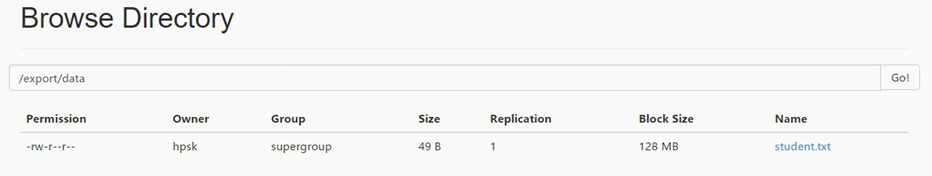 Browse Directory
/export/data Go!
Permission Owner Group Size Replication Block Size Name
-rw-r--r-- hpsk supergroup 49 B 1 128 MB student.txt